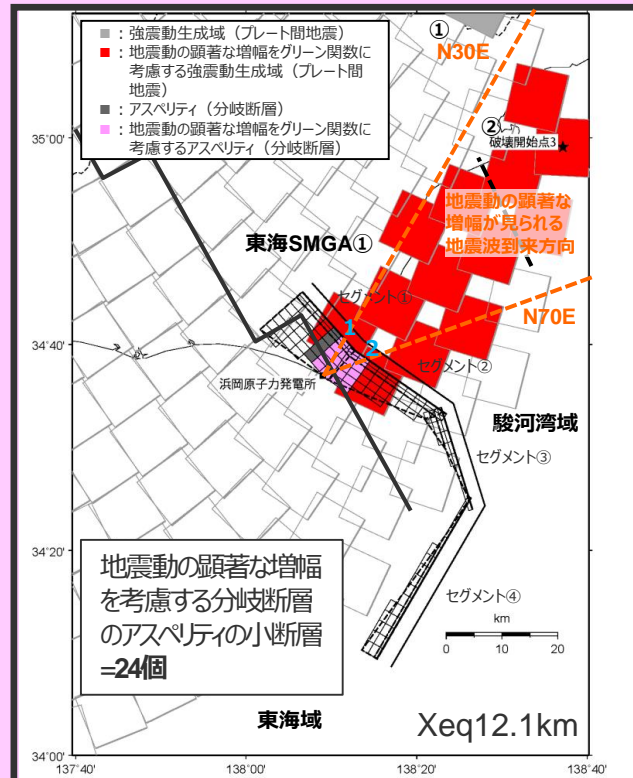 ：強震動生成域（プレート間地震）
：地震動の顕著な増幅をグリーン関数に
考慮する強震動生成域（プレート間
地震）
：アスペリティ（分岐断層）
：地震動の顕著な増幅をグリーン関数に
考慮するアスペリティ（分岐断層）
①
N30E
②
破壊開始点3
地震動の顕著な
増幅が見られる
地震波到来方向
東海SMGA①
N70E
セグメント①
1
2
セグメント②
浜岡原子力発電所
駿河湾域
セグメント③
セグメント④
地震動の顕著な増幅
を考慮する分岐断層
のアスペリティの小断層
=24個
km
0 10 20
東海域
Xeq12.1km
35°00'
34°40'
34°20'
34°00'
137°40' 138°00' 138°20' 138°40'